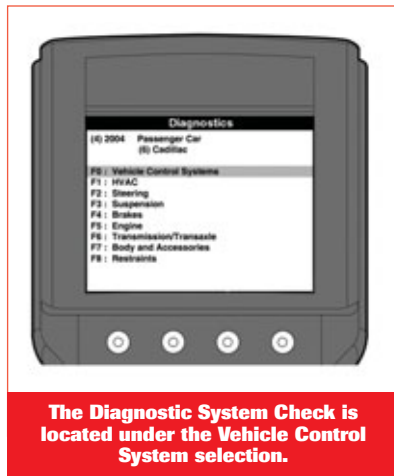 Diagnostics
(4) 2004 Passenger Car
(6) Cadillac
F0 : Vehicle Control Systems
F1 : HVAC
F2 : Steering
F3 : Suspension
F4 : Brakes
F5 : Engine
F6 : Transmission/Transaxle
F7 : Body and Accessories
F8 : Restraints
The Diagnostic System Check is
located under the Vehicle Control
System selection.